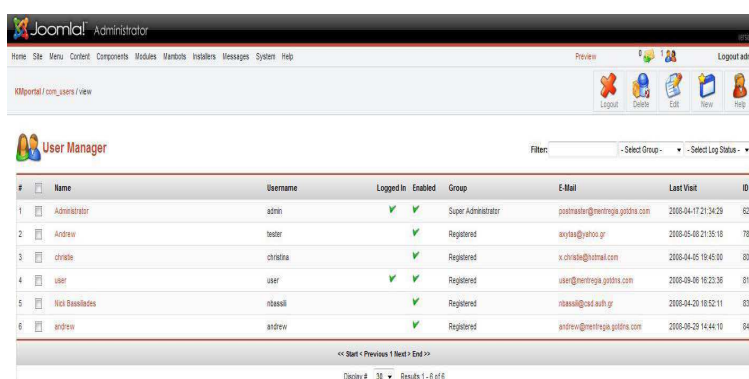 Joomla! Administrator
Home Site Menu Content Components Modules Mambots Installers Messages System Help Preview 0 1 Logout adm
KMportal / com_users / view
Logout Delete Edit New Help
User Manager Filter: - Select Group - - Select Log Status -
# Name Username Logged In Enabled Group E-Mail Last Visit ID
1 Administrator admin Super Administrator postmaster@mentregia.gotdns.com 2008-04-17 21:34:29 62
2 Andrew tester Registered axytas@yahoo.gr 2008-05-08 21:35:18 78
3 christie christina Registered x.christie@hotmail.com 2008-04-05 19:45:00 80
4 user user Registered user@mentregia.gotdns.com 2008-09-06 16:23:36 81
5 Nick Bassiliades nbassili Registered nbassili@csd.auth.gr 2008-04-20 18:52:11 83
6 andrew andrew Registered andrew@mentregia.gotdns.com 2008-06-29 14:44:10 84
<< Start < Previous 1 Next > End >>
Display # 30 Results 1 - 6 of 6